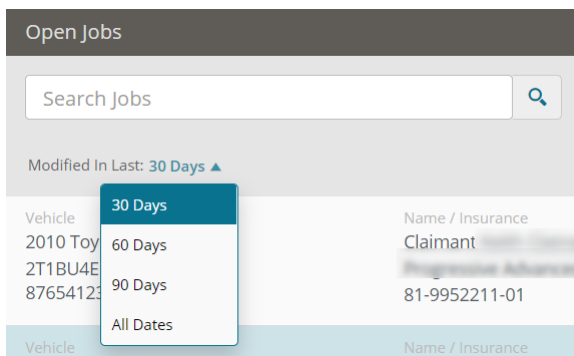 Open Jobs
Search Jobs
Modified In Last: 30 Days
30 Days
60 Days
90 Days
All Dates
Vehicle
2010 Toy
2T1BU4E
8765412
Name / Insurance
Claimant
81-9952211-01
Vehicle
Name / Insurance